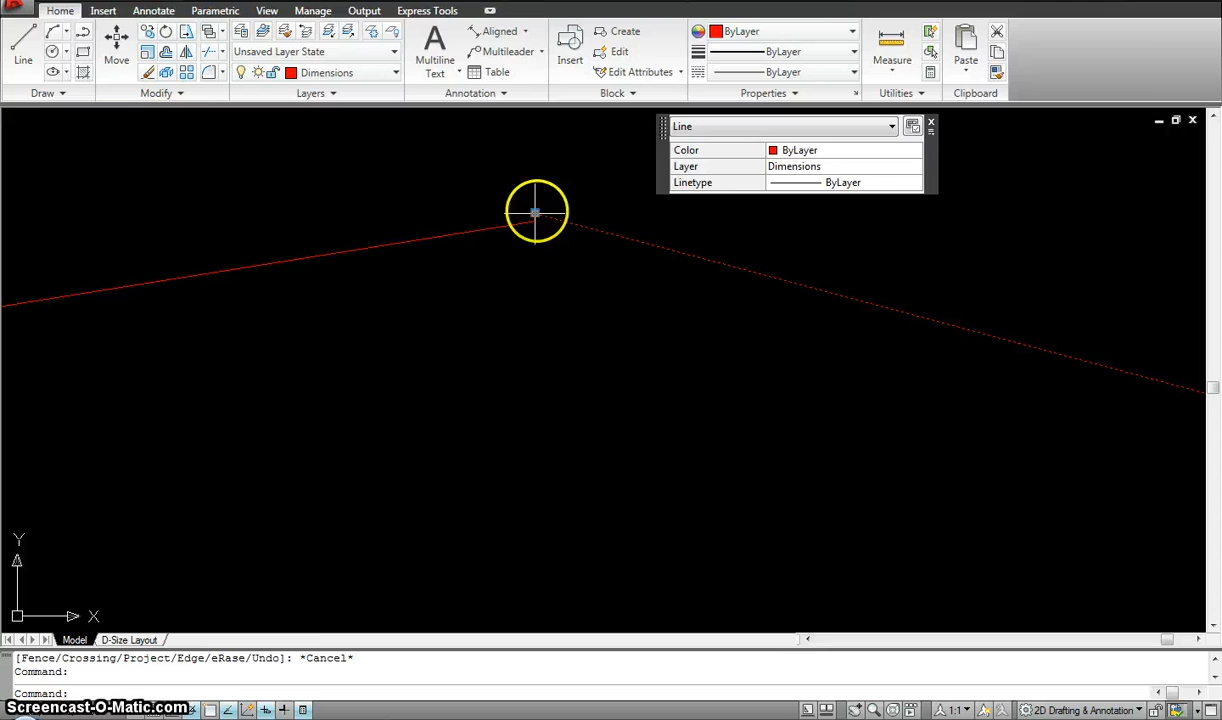 Home Insert Annotate Parametric View Manage Output Express Tools
Line
Move
Unsaved Layer State
Dimensions
Multiline
Text
Aligned
Multileader
Table
Insert
Create
Edit
Edit Attributes
ByLayer
ByLayer
ByLayer
Measure
Paste
Draw Modify Layers Annotation Block Properties Utilities Clipboard
Line
Color ByLayer
Layer Dimensions
Linetype ByLayer
Y
X
Model D-Size Layout
[Fence/Crossing/Project/Edge/eRase/Undo]: *Cancel*
Command:
Command:
Screencast-O-Matic.com
1:1 2D Drafting & Annotation